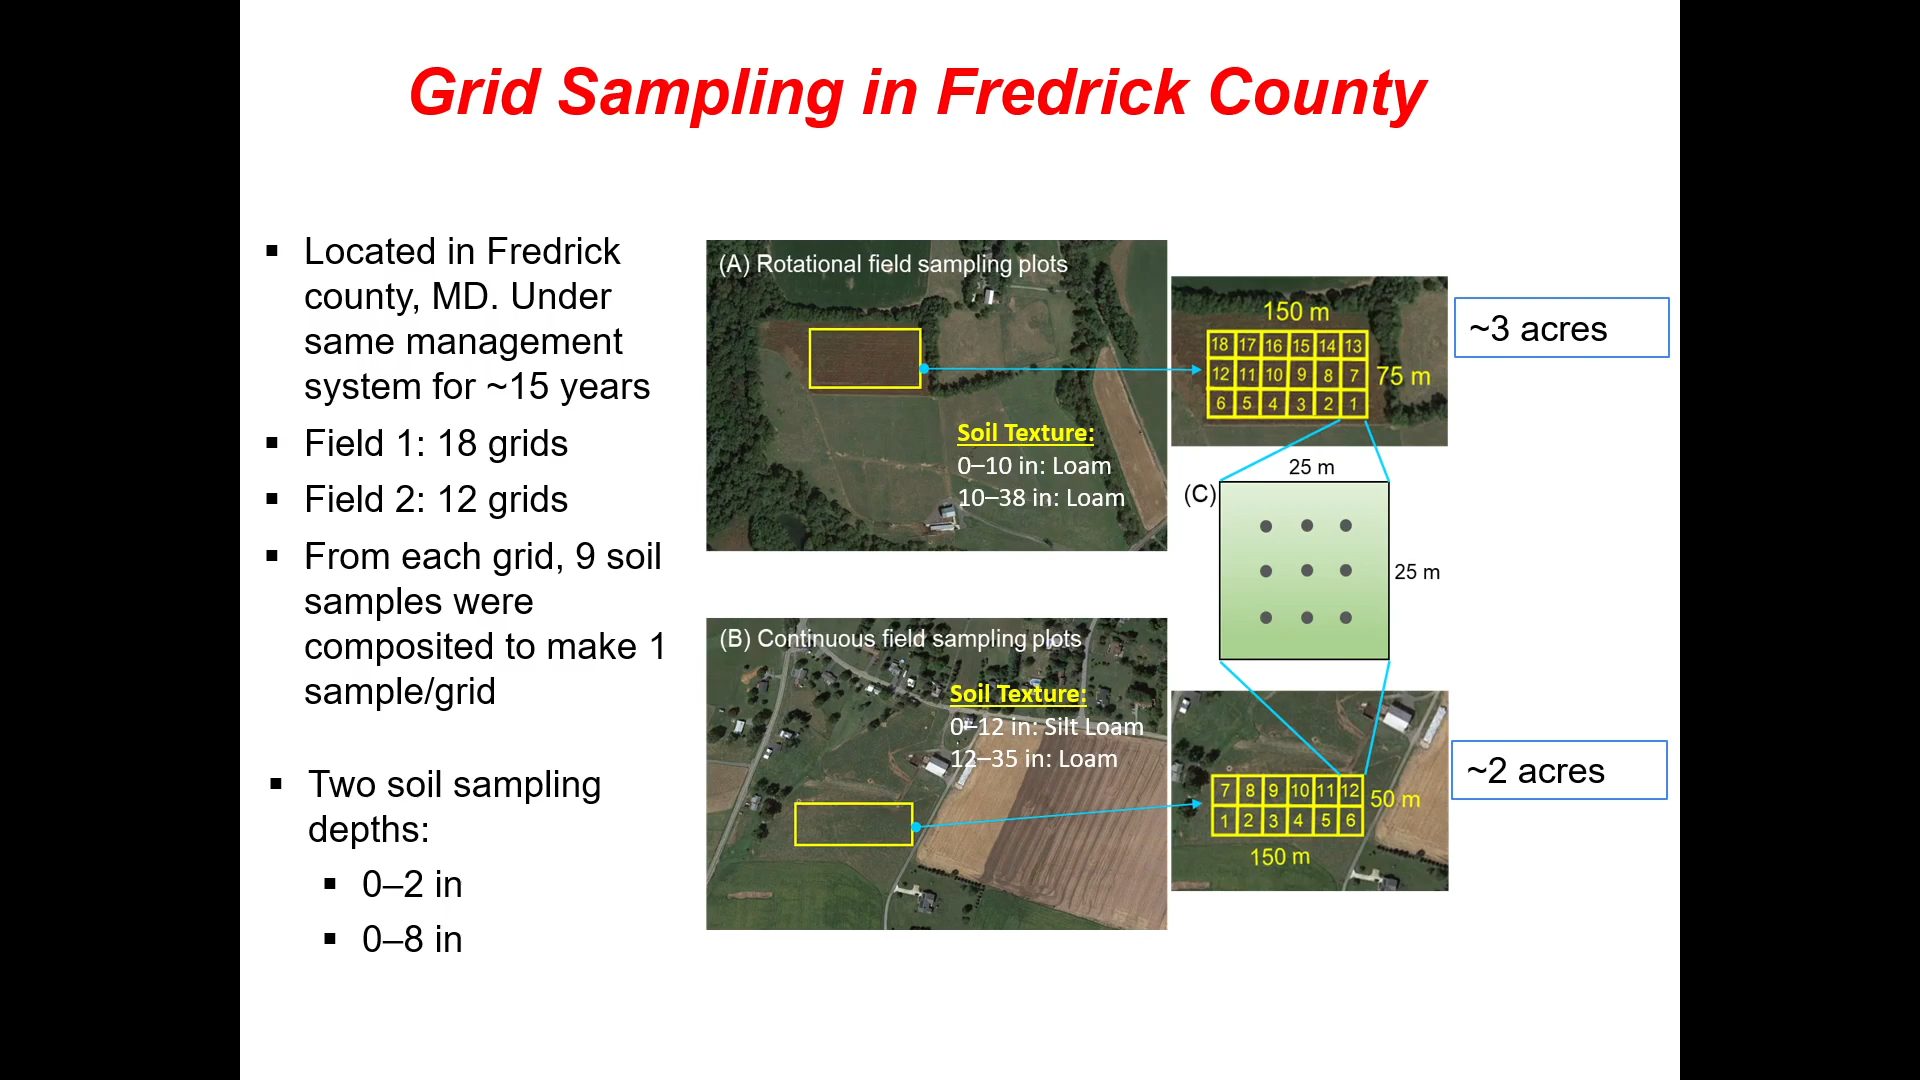 Grid Sampling in Fredrick County
▪ Located in Fredrick
county, MD. Under
same management
system for ~15 years
▪ Field 1: 18 grids
▪ Field 2: 12 grids
▪ From each grid, 9 soil
samples were
composited to make 1
sample/grid
▪ Two soil sampling
depths:
▪ 0–2 in
▪ 0–8 in
(A) Rotational field sampling plots
Soil Texture:
0–10 in: Loam
10–38 in: Loam
150 m
18 17 16 15 14 13
12 11 10 9 8 7
6 5 4 3 2 1
75 m
~3 acres
25 m
(C)
25 m
(B) Continuous field sampling plots
Soil Texture:
0–12 in: Silt Loam
12–35 in: Loam
7 8 9 10 11 12
1 2 3 4 5 6
50 m
150 m
~2 acres